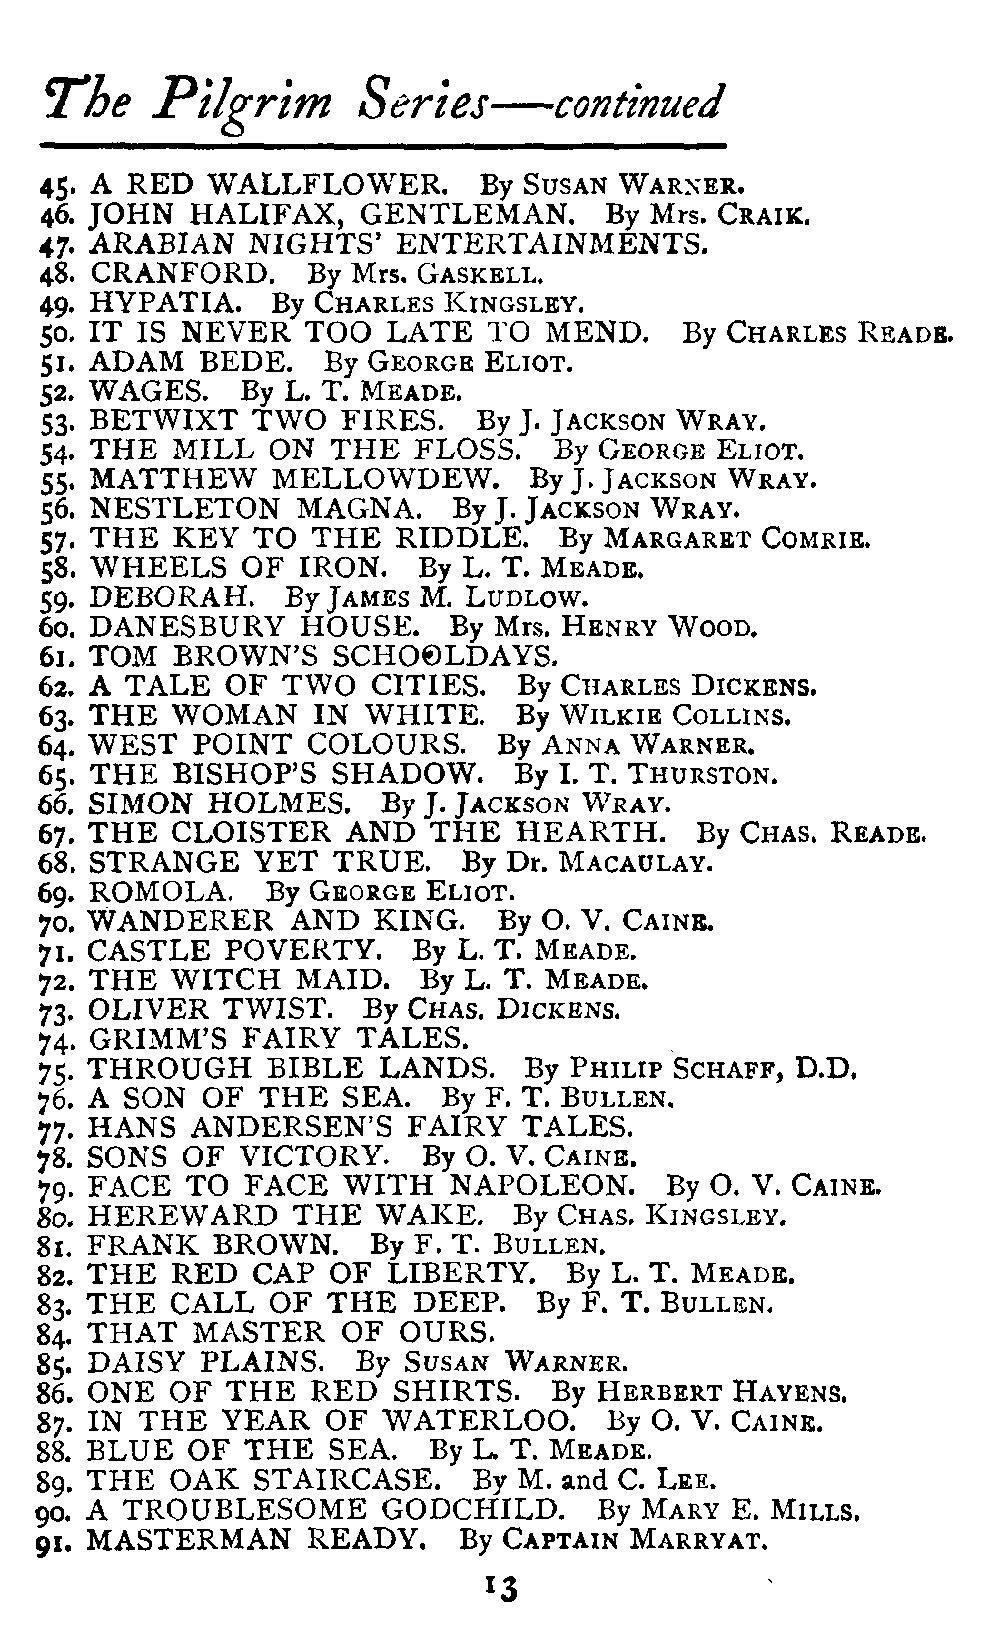 The Pilgrim Series—continued
45. A RED WALLFLOWER. By SUSAN WARNER.
46. JOHN HALIFAX, GENTLEMAN. By Mrs. CRAIK.
47. ARABIAN NIGHTS' ENTERTAINMENTS.
48. CRANFORD. By Mrs. GASKELL.
49. HYPATIA. By CHARLES KINGSLEY.
50. IT IS NEVER TOO LATE TO MEND. By CHARLES READE.
51. ADAM BEDE. By GEORGE ELIOT.
52. WAGES. By L. T. MEADE.
53. BETWIXT TWO FIRES. By J. JACKSON WRAY.
54. THE MILL ON THE FLOSS. By GEORGE ELIOT.
55. MATTHEW MELLOWDEW. By J. JACKSON WRAY.
56. NESTLETON MAGNA. By J. JACKSON WRAY.
57. THE KEY TO THE RIDDLE. By MARGARET COMRIE.
58. WHEELS OF IRON. By L. T. MEADE.
59. DEBORAH. By JAMES M. LUDLOW.
60. DANESBURY HOUSE. By Mrs. HENRY WOOD.
61. TOM BROWN'S SCHOOLDAYS.
62. A TALE OF TWO CITIES. By CHARLES DICKENS.
63. THE WOMAN IN WHITE. By WILKIE COLLINS.
64. WEST POINT COLOURS. By ANNA WARNER.
65. THE BISHOP'S SHADOW. By I. T. THURSTON.
66. SIMON HOLMES. By J. JACKSON WRAY.
67. THE CLOISTER AND THE HEARTH. By CHAS. READE.
68. STRANGE YET TRUE. By Dr. MACAULAY.
69. ROMOLA. By GEORGE ELIOT.
70. WANDERER AND KING. By O. V. CAINE.
71. CASTLE POVERTY. By L. T. MEADE.
72. THE WITCH MAID. By L. T. MEADE.
73. OLIVER TWIST. By CHAS. DICKENS.
74. GRIMM'S FAIRY TALES.
75. THROUGH BIBLE LANDS. By PHILIP SCHAFF, D.D.
76. A SON OF THE SEA. By F. T. BULLEN.
77. HANS ANDERSEN'S FAIRY TALES.
78. SONS OF VICTORY. By O. V. CAINE.
79. FACE TO FACE WITH NAPOLEON. By O. V. CAINE.
80. HEREWARD THE WAKE. By CHAS. KINGSLEY.
81. FRANK BROWN. By F. T. BULLEN.
82. THE RED CAP OF LIBERTY. By L. T. MEADE.
83. THE CALL OF THE DEEP. By F. T. BULLEN.
84. THAT MASTER OF OURS.
85. DAISY PLAINS. By SUSAN WARNER.
86. ONE OF THE RED SHIRTS. By HERBERT HAYENS.
87. IN THE YEAR OF WATERLOO. By O. V. CAINE.
88. BLUE OF THE SEA. By L. T. MEADE.
89. THE OAK STAIRCASE. By M. and C. LEE.
90. A TROUBLESOME GODCHILD. By MARY E. MILLS.
91. MASTERMAN READY. By CAPTAIN MARRYAT.
13